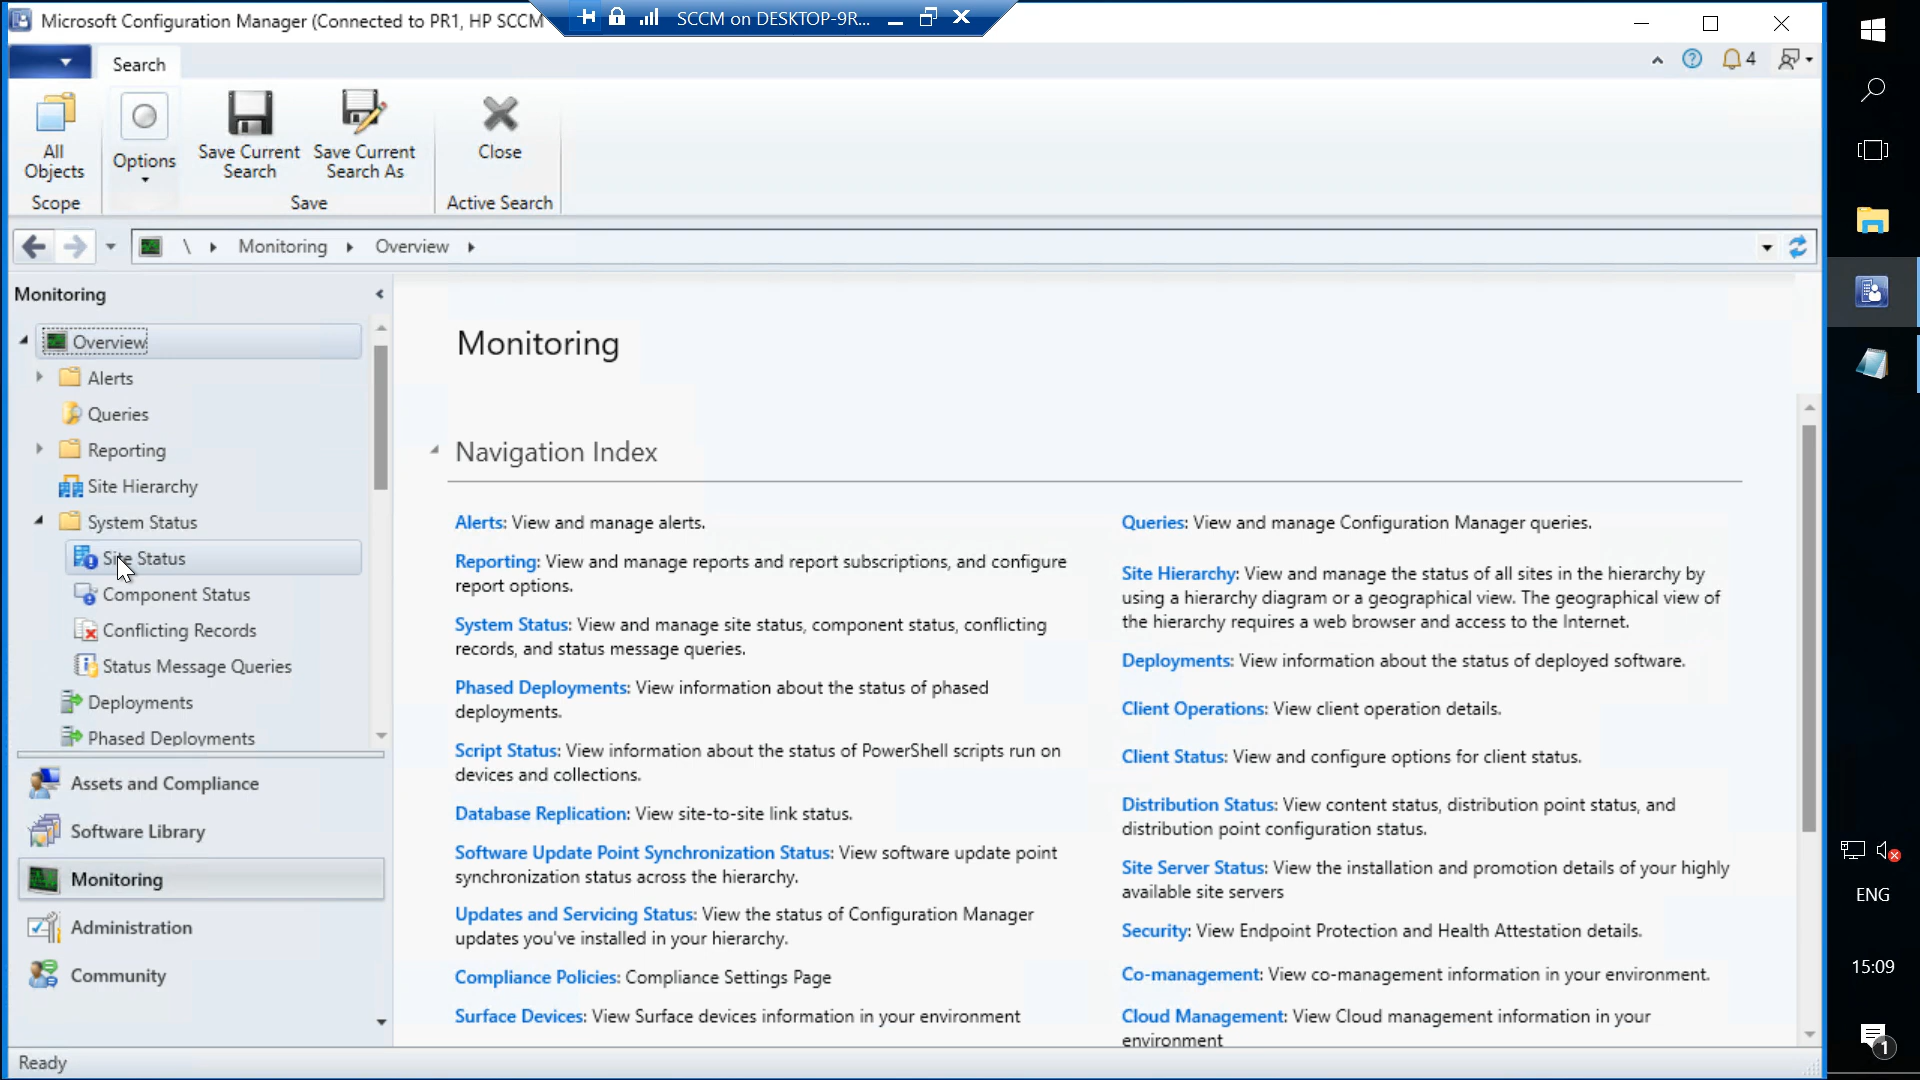 Microsoft Configuration Manager (Connected to PR1, HP SCCM
SCCM on DESKTOP-9R...
Search
4
All Objects
Options
Save Current Search
Save Current Search As
Close
Scope
Save
Active Search
\ Monitoring Overview
Monitoring
Overview
Alerts
Queries
Reporting
Site Hierarchy
System Status
Site Status
Component Status
Conflicting Records
Status Message Queries
Deployments
Phased Deployments
Assets and Compliance
Software Library
Monitoring
Administration
Community
Ready
Monitoring
Navigation Index
Alerts: View and manage alerts.
Reporting: View and manage reports and report subscriptions, and configure
report options.
System Status: View and manage site status, component status, conflicting
records, and status message queries.
Phased Deployments: View information about the status of phased
deployments.
Script Status: View information about the status of PowerShell scripts run on
devices and collections.
Database Replication: View site-to-site link status.
Software Update Point Synchronization Status: View software update point
synchronization status across the hierarchy.
Updates and Servicing Status: View the status of Configuration Manager
updates you've installed in your hierarchy.
Compliance Policies: Compliance Settings Page
Surface Devices: View Surface devices information in your environment
Queries: View and manage Configuration Manager queries.
Site Hierarchy: View and manage the status of all sites in the hierarchy by
using a hierarchy diagram or a geographical view. The geographical view of
the hierarchy requires a web browser and access to the Internet.
Deployments: View information about the status of deployed software.
Client Operations: View client operation details.
Client Status: View and configure options for client status.
Distribution Status: View content status, distribution point status, and
distribution point configuration status.
Site Server Status: View the installation and promotion details of your highly
available site servers
Security: View Endpoint Protection and Health Attestation details.
Co-management: View co-management information in your environment.
Cloud Management: View Cloud management information in your
environment
ENG
15:09
1